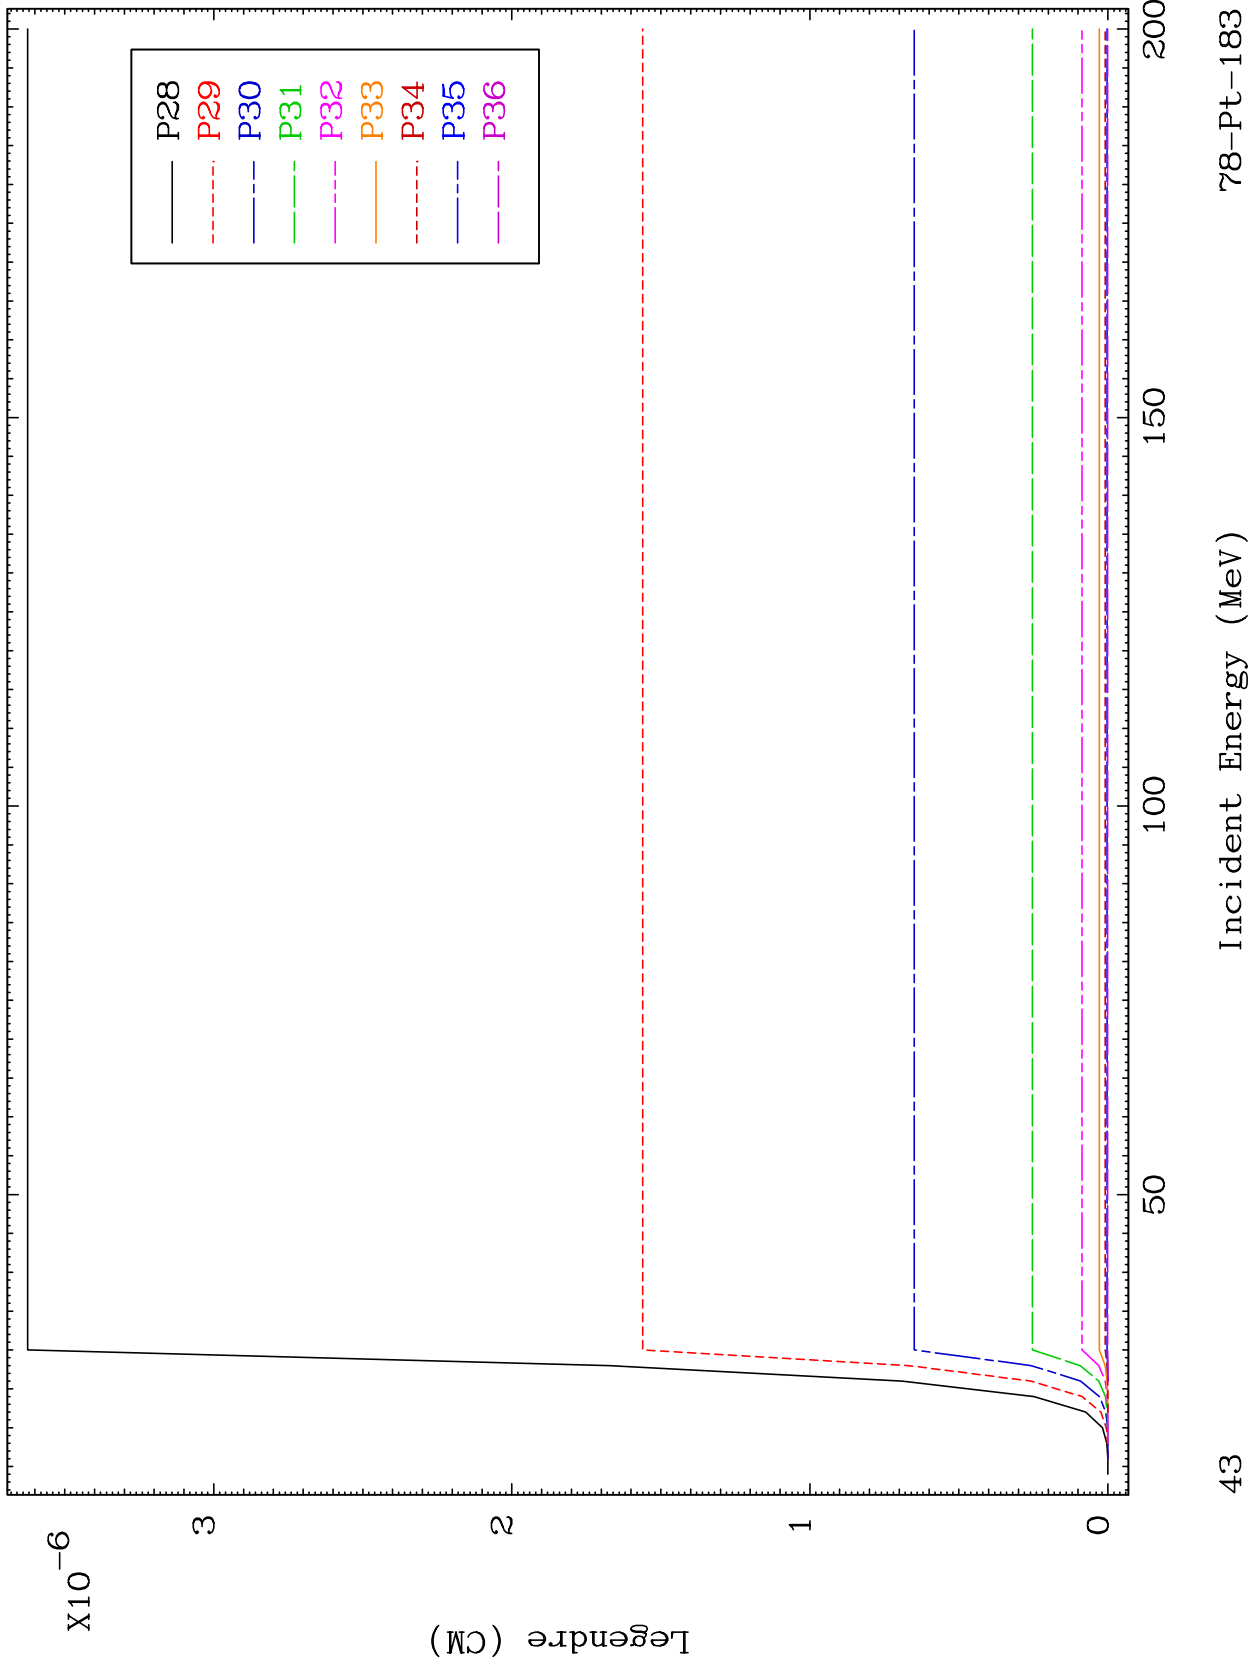 X10-6
3
2
1
0
Legendre (CM)
P28
P29
P30
P31
P32
P33
P34
P35
P36
50
100
150
200
Incident Energy (MeV)
43
78-Pt-183